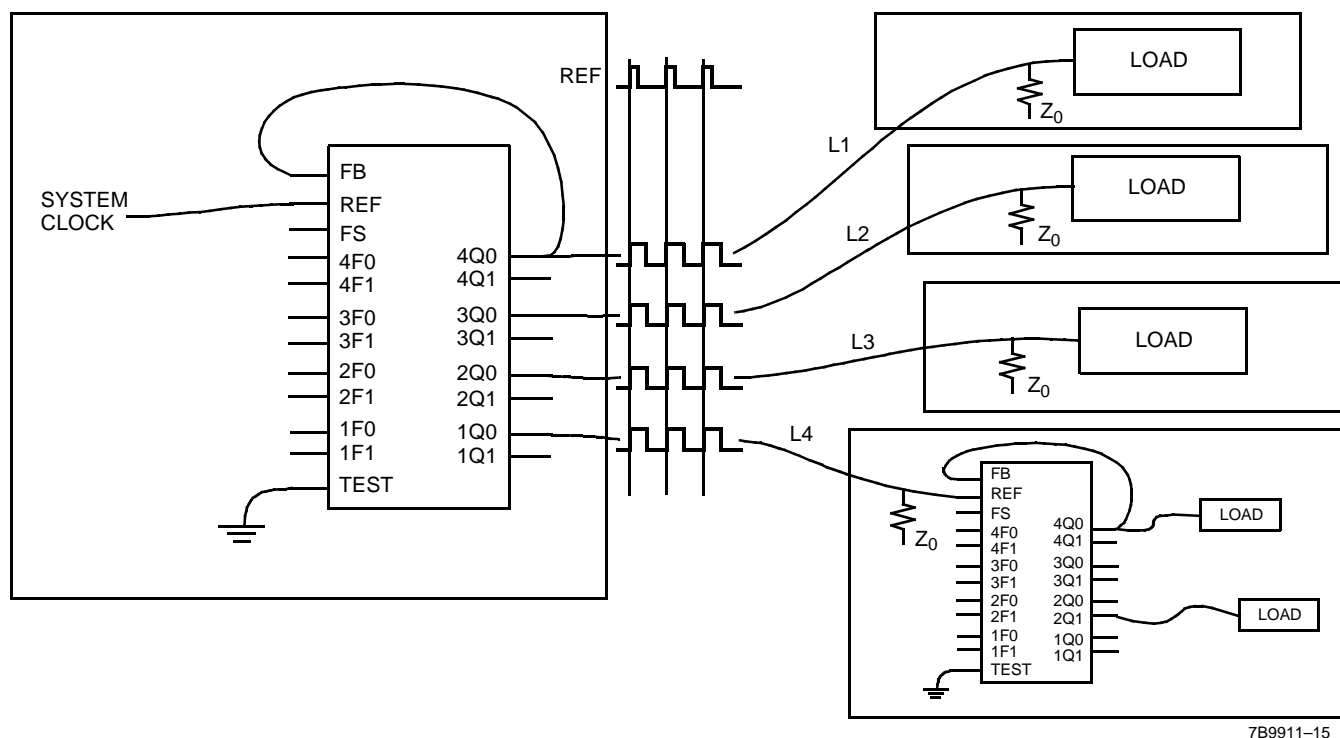 REF
SYSTEM
CLOCK
FB
REF
FS
4F0
4F1
3F0
3F1
2F0
2F1
1F0
1F1
TEST
4Q0
4Q1
3Q0
3Q1
2Q0
2Q1
1Q0
1Q1
L1
L2
L3
L4
LOAD
Z0
LOAD
Z0
LOAD
Z0
Z0
FB
REF
FS
4F0
4F1
3F0
3F1
2F0
2F1
1F0
1F1
TEST
4Q0
4Q1
3Q0
3Q1
2Q0
2Q1
1Q0
1Q1
LOAD
LOAD
7B9911–15